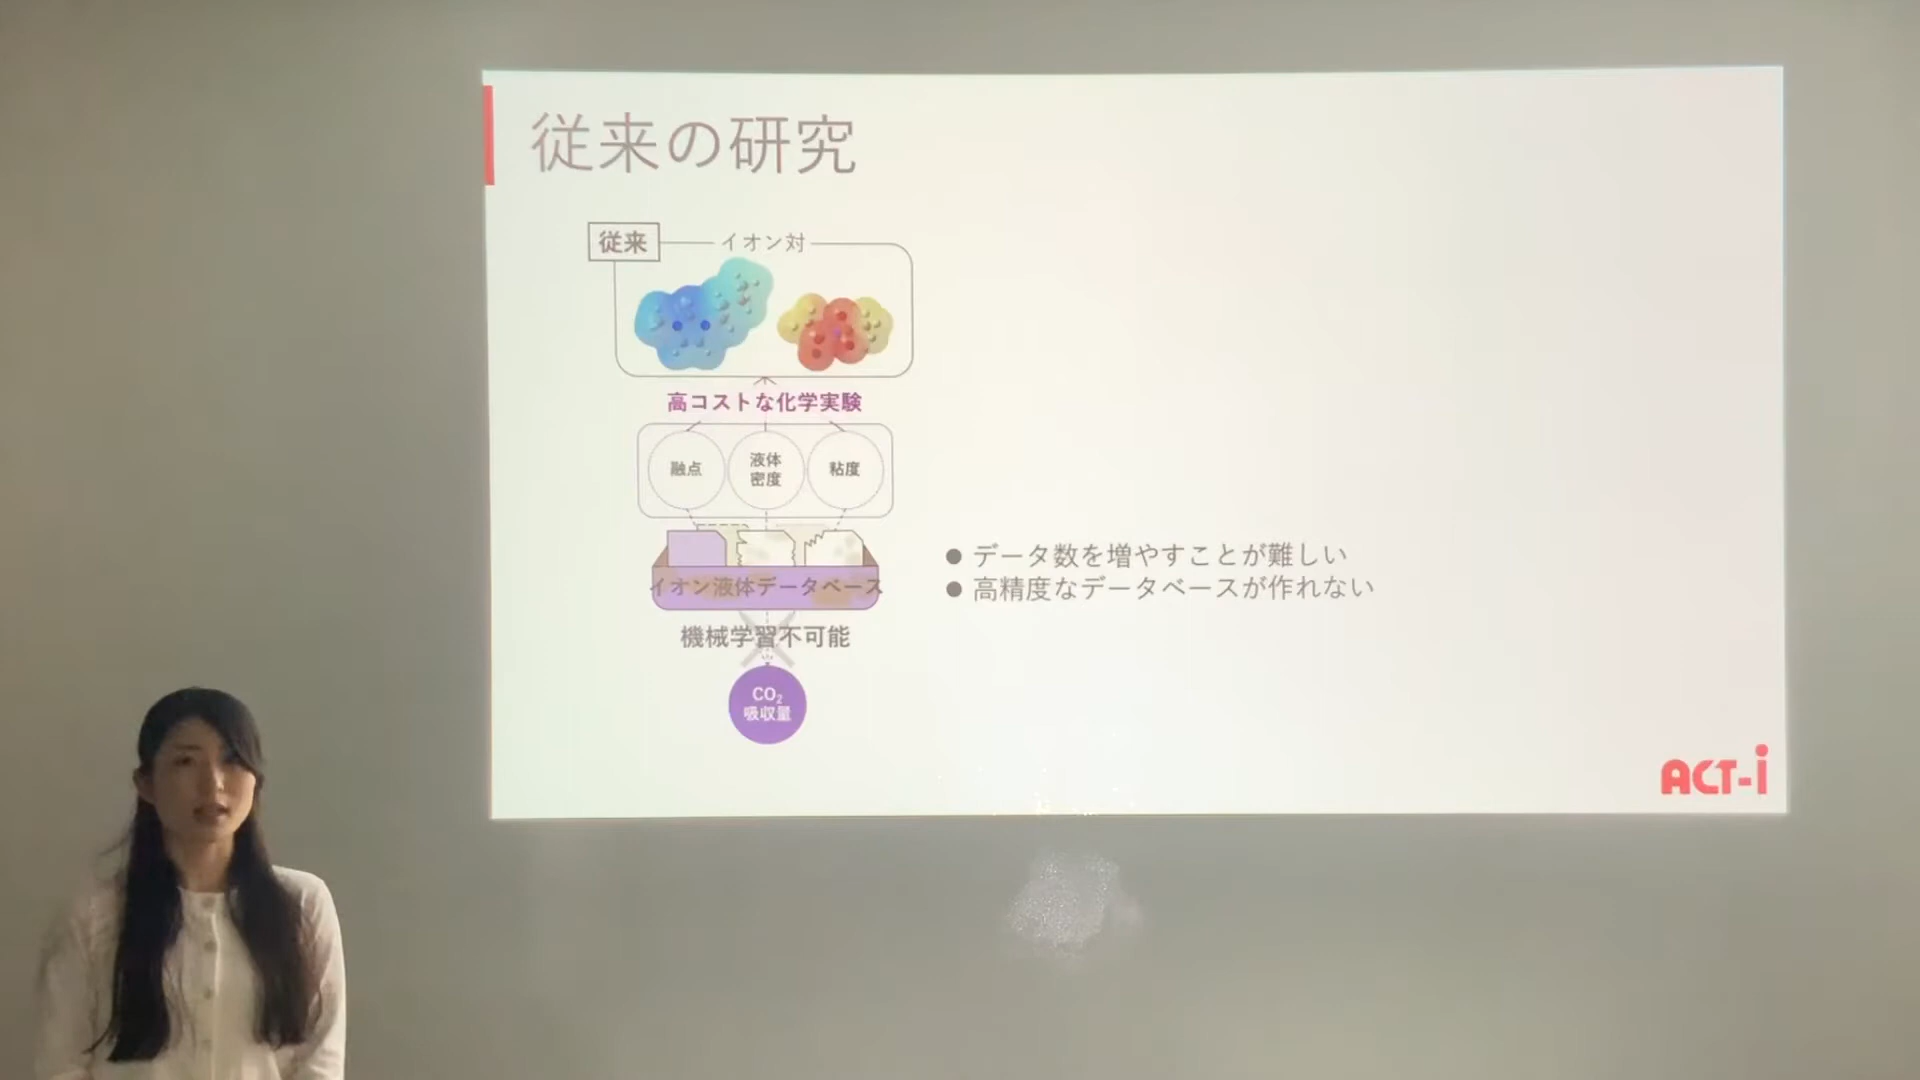 従来の研究
従来
イオン対
高コストな化学実験
融点
液体
密度
粘度
イオン液体データベース
機械学習不可能
CO₂
吸収量
● データ数を増やすことが難しい
● 高精度なデータベースが作れない
ACT-i